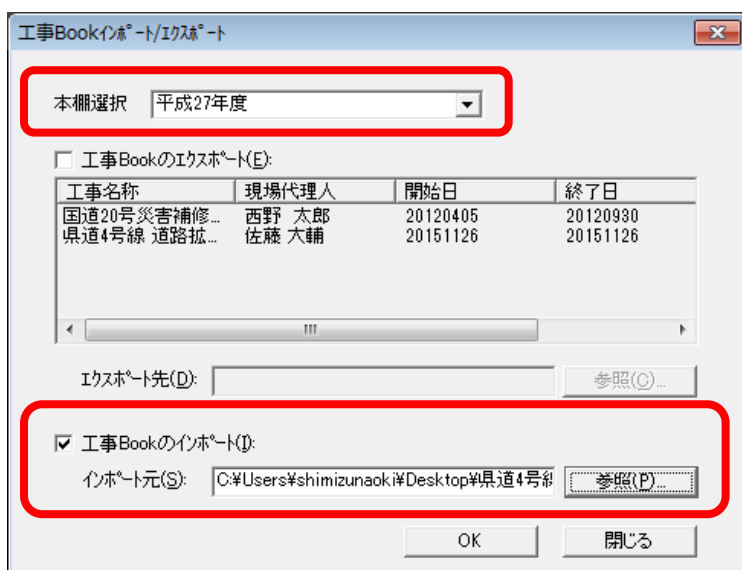 工事Bookｲﾝﾎﾟｰﾄ/ｴｸｽﾎﾟｰﾄ
本棚選択 平成27年度
工事Bookのｴｸｽﾎﾟｰﾄ(E):
工事名称 現場代理人 開始日 終了日
国道20号災害補修... 西野 太郎 20120405 20120930
県道4号線 道路拡... 佐藤 大輔 20151126 20151126
ｴｸｽﾎﾟｰﾄ先(D): 参照(C)...
工事Bookのｲﾝﾎﾟｰﾄ(I):
ｲﾝﾎﾟｰﾄ元(S): C:¥Users¥shimizunaoki¥Desktop¥県道4号 参照(P)...
OK 閉じる